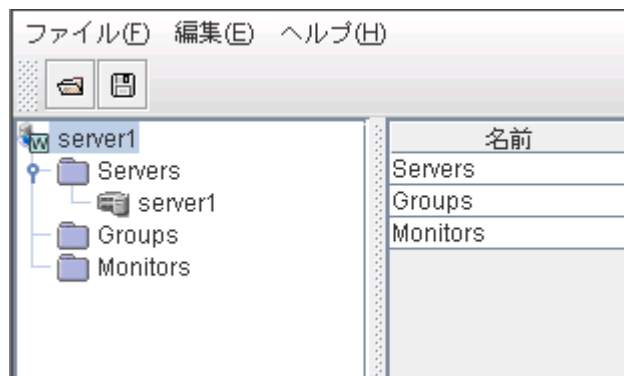 ファイル(F) 編集(E) ヘルプ(H)
server1
Servers
server1
Groups
Monitors
名前
Servers
Groups
Monitors